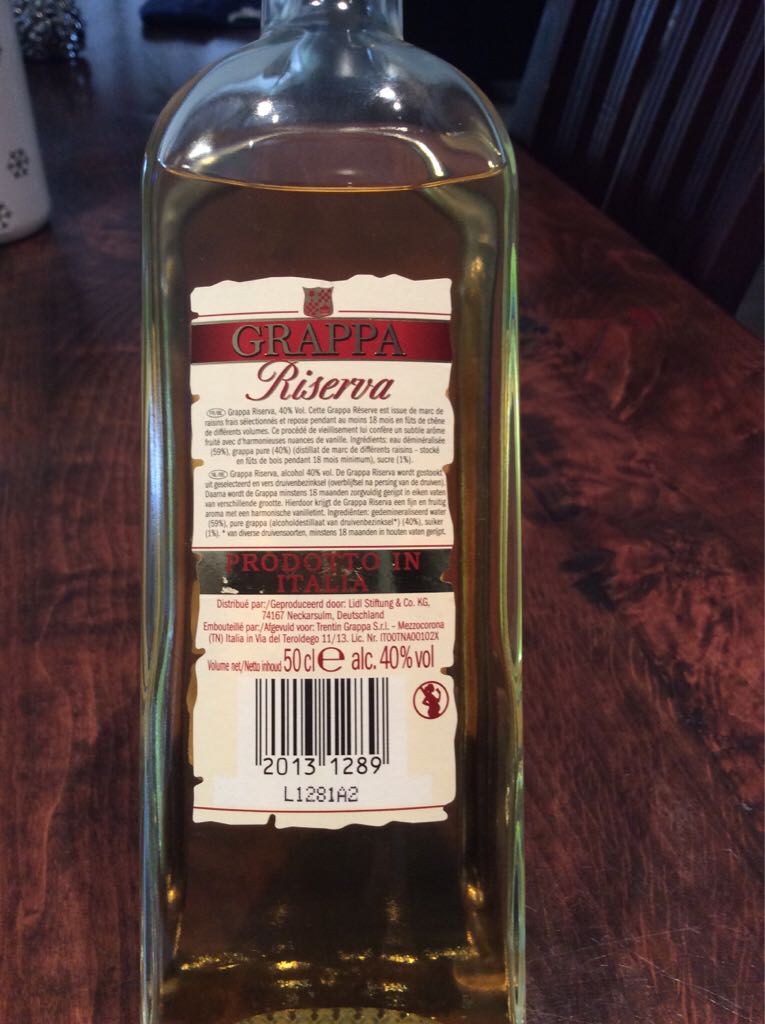 GRAPPA
Riserva
FR/BE Grappa Riserva, 40% Vol. Cette Grappa Réserve est issue de marc de
raisins frais sélectionnés et repose pendant au moins 18 mois en fûts de chêne
de différents volumes. Ce procédé de vieillissement lui confère un subtile arôme
fruité avec d'harmonieuses nuances de vanille. Ingrédients: eau déminéralisée
(59%), grappa pure (40%) (distillat de marc de différents raisins - stocké
en fûts de bois pendant 18 mois minimum), sucre (1%).
NL/BE Grappa Riserva, alcohol 40% vol. De Grappa Riserva wordt gestookt
uit geselecteerd en vers druivenbezinksel (overblijfsel na persing van de druiven).
Daarna wordt de Grappa minstens 18 maanden zorgvuldig gerijpt in eiken vaten
van verschillende grootte. Hierdoor krijgt de Grappa Riserva een fijn en fruitig
aroma met een harmonische vanilletint. Ingrediënten: gedemineraliseerd water
(59%), pure grappa (alcoholdestillaat van druivenbezinksel*) (40%), suiker
(1%). * van diverse druivensoorten, minstens 18 maanden in houten vaten gerijpt.
PRODOTTO IN
ITALIA
Distribué par:/Geproduceerd door: Lidl Stiftung & Co. KG,
74167 Neckarsulm, Deutschland
Embouteillé par:/Afgevuld voor: Trentin Grappa S.r.l. - Mezzocorona
(TN) Italia in Via del Teroldego 11/13. Lic. Nr. IT00TNA00102X
Volume net/Netto inhoud 50 cl e alc. 40% vol
2013 1289
L1281A2